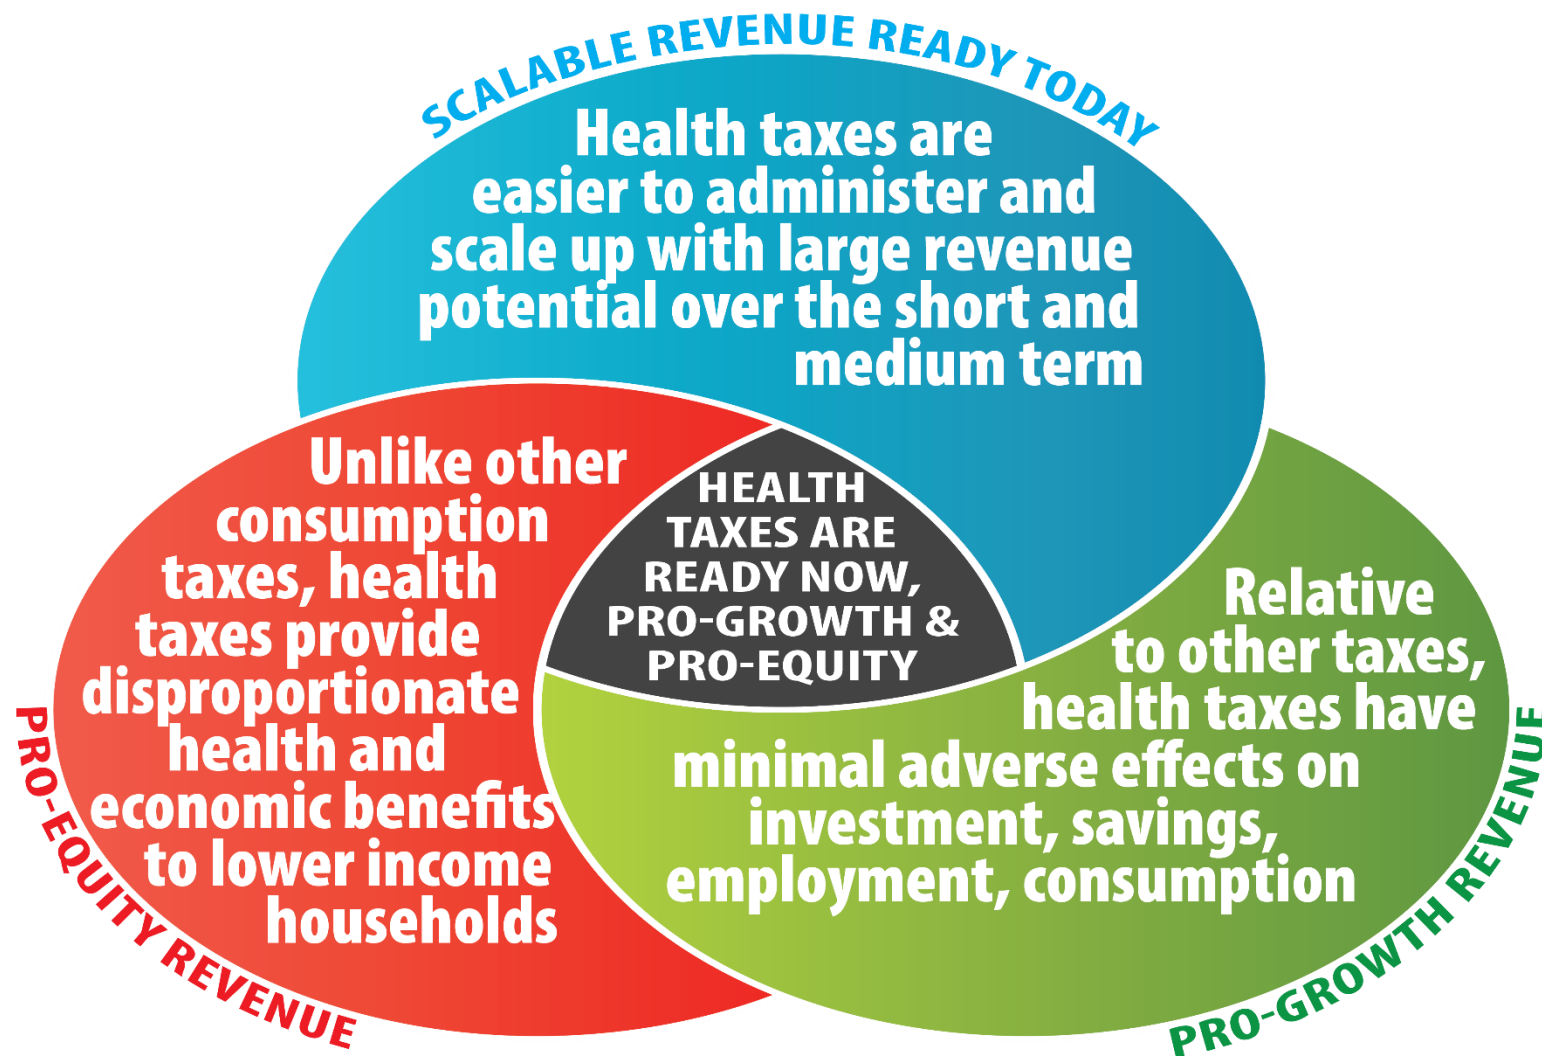 SCALABLE REVENUE READY TODAY
Health taxes are
easier to administer and
scale up with large revenue
potential over the short and
medium term
Unlike other
consumption
taxes, health
taxes provide
disproportionate
health and
economic benefits
to lower income
households
PRO-EQUITY REVENUE
HEALTH
TAXES ARE
READY NOW,
PRO-GROWTH &
PRO-EQUITY
Relative
to other taxes,
health taxes have
minimal adverse effects on
investment, savings,
employment, consumption
PRO-GROWTH REVENUE